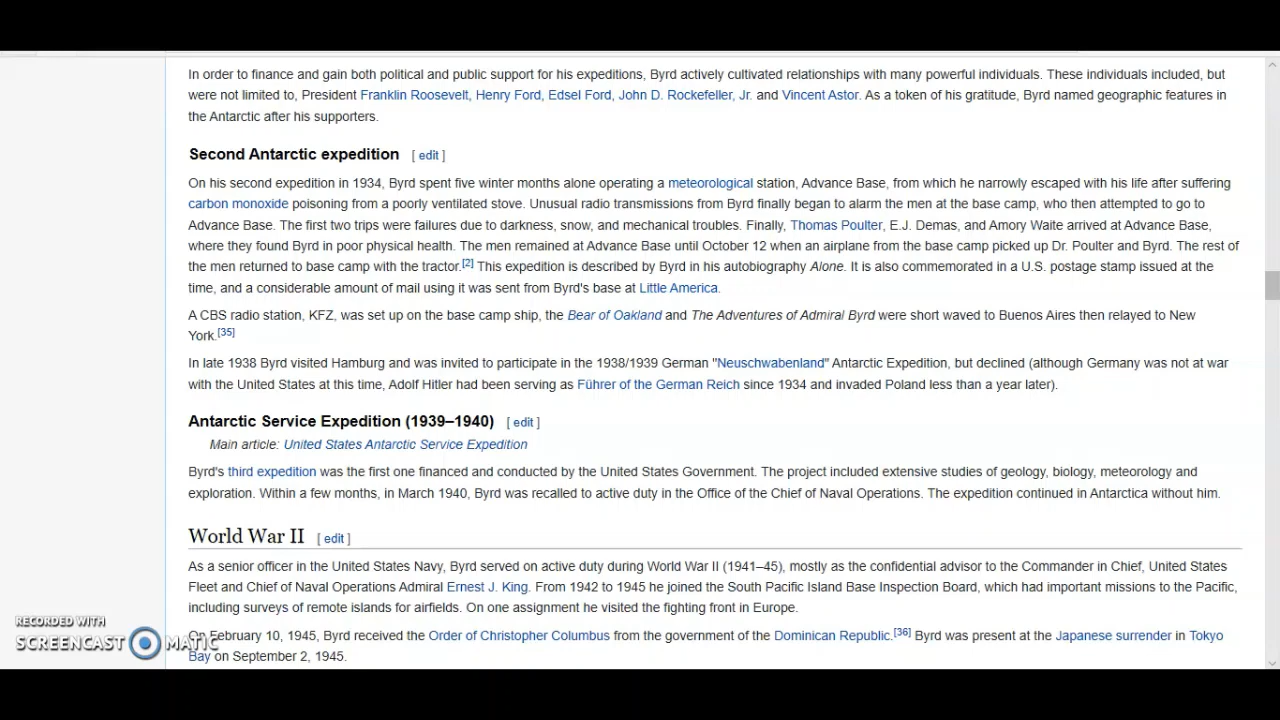 In order to finance and gain both political and public support for his expeditions, Byrd actively cultivated relationships with many powerful individuals. These individuals included, but
were not limited to, President Franklin Roosevelt, Henry Ford, Edsel Ford, John D. Rockefeller, Jr. and Vincent Astor. As a token of his gratitude, Byrd named geographic features in
the Antarctic after his supporters.
Second Antarctic expedition [ edit ]
On his second expedition in 1934, Byrd spent five winter months alone operating a meteorological station, Advance Base, from which he narrowly escaped with his life after suffering
carbon monoxide poisoning from a poorly ventilated stove. Unusual radio transmissions from Byrd finally began to alarm the men at the base camp, who then attempted to go to
Advance Base. The first two trips were failures due to darkness, snow, and mechanical troubles. Finally, Thomas Poulter, E.J. Demas, and Amory Waite arrived at Advance Base,
where they found Byrd in poor physical health. The men remained at Advance Base until October 12 when an airplane from the base camp picked up Dr. Poulter and Byrd. The rest of
the men returned to base camp with the tractor.[2] This expedition is described by Byrd in his autobiography Alone. It is also commemorated in a U.S. postage stamp issued at the
time, and a considerable amount of mail using it was sent from Byrd's base at Little America.
A CBS radio station, KFZ, was set up on the base camp ship, the Bear of Oakland and The Adventures of Admiral Byrd were short waved to Buenos Aires then relayed to New
York.[35]
In late 1938 Byrd visited Hamburg and was invited to participate in the 1938/1939 German "Neuschwabenland" Antarctic Expedition, but declined (although Germany was not at war
with the United States at this time, Adolf Hitler had been serving as Führer of the German Reich since 1934 and invaded Poland less than a year later).
Antarctic Service Expedition (1939–1940) [ edit ]
Main article: United States Antarctic Service Expedition
Byrd's third expedition was the first one financed and conducted by the United States Government. The project included extensive studies of geology, biology, meteorology and
exploration. Within a few months, in March 1940, Byrd was recalled to active duty in the Office of the Chief of Naval Operations. The expedition continued in Antarctica without him.
World War II [ edit ]
As a senior officer in the United States Navy, Byrd served on active duty during World War II (1941–45), mostly as the confidential advisor to the Commander in Chief, United States
Fleet and Chief of Naval Operations Admiral Ernest J. King. From 1942 to 1945 he joined the South Pacific Island Base Inspection Board, which had important missions to the Pacific,
including surveys of remote islands for airfields. On one assignment he visited the fighting front in Europe.
On February 10, 1945, Byrd received the Order of Christopher Columbus from the government of the Dominican Republic.[36] Byrd was present at the Japanese surrender in Tokyo
Bay on September 2, 1945.
RECORDED WITH
SCREENCAST MATIC